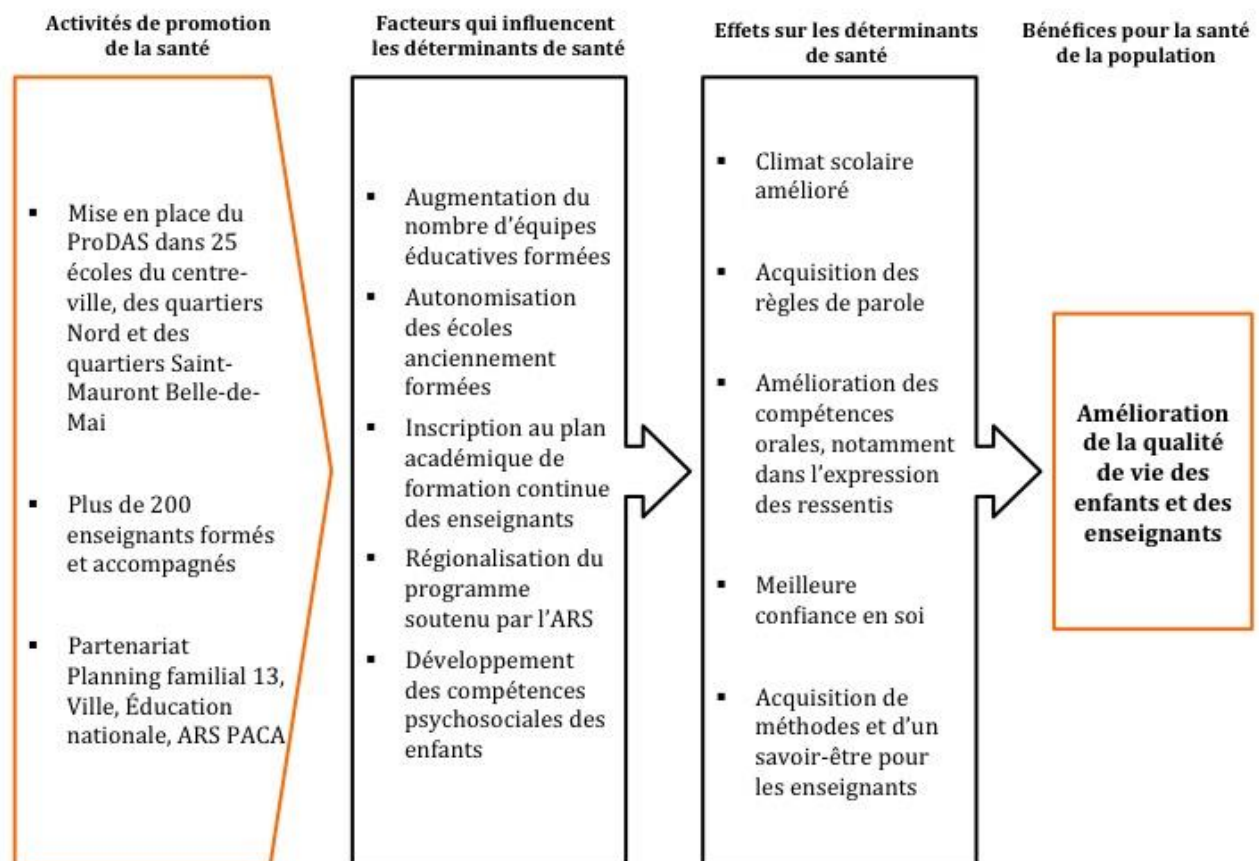 Activités de promotion
de la santé
Facteurs qui influencent
les déterminants de santé
Effets sur les déterminants
de santé
Bénéfices pour la santé
de la population
▪ Mise en place du
ProDAS dans 25
écoles du centre-
ville, des quartiers
Nord et des
quartiers Saint-
Mauront Belle-de-
Mai
▪ Plus de 200
enseignants formés
et accompagnés
▪ Partenariat
Planning familial 13,
Ville, Éducation
nationale, ARS PACA
▪ Augmentation du
nombre d'équipes
éducatives formées
▪ Autonomisation
des écoles
anciennement
formées
▪ Inscription au plan
académique de
formation continue
des enseignants
▪ Régionalisation du
programme
soutenu par l'ARS
▪ Développement
des compétences
psychosociales des
enfants
▪ Climat scolaire
amélioré
▪ Acquisition des
règles de parole
▪ Amélioration des
compétences
orales, notamment
dans l'expression
des ressentis
▪ Meilleure
confiance en soi
▪ Acquisition de
méthodes et d'un
savoir-être pour
les enseignants
Amélioration
de la qualité
de vie des
enfants et des
enseignants